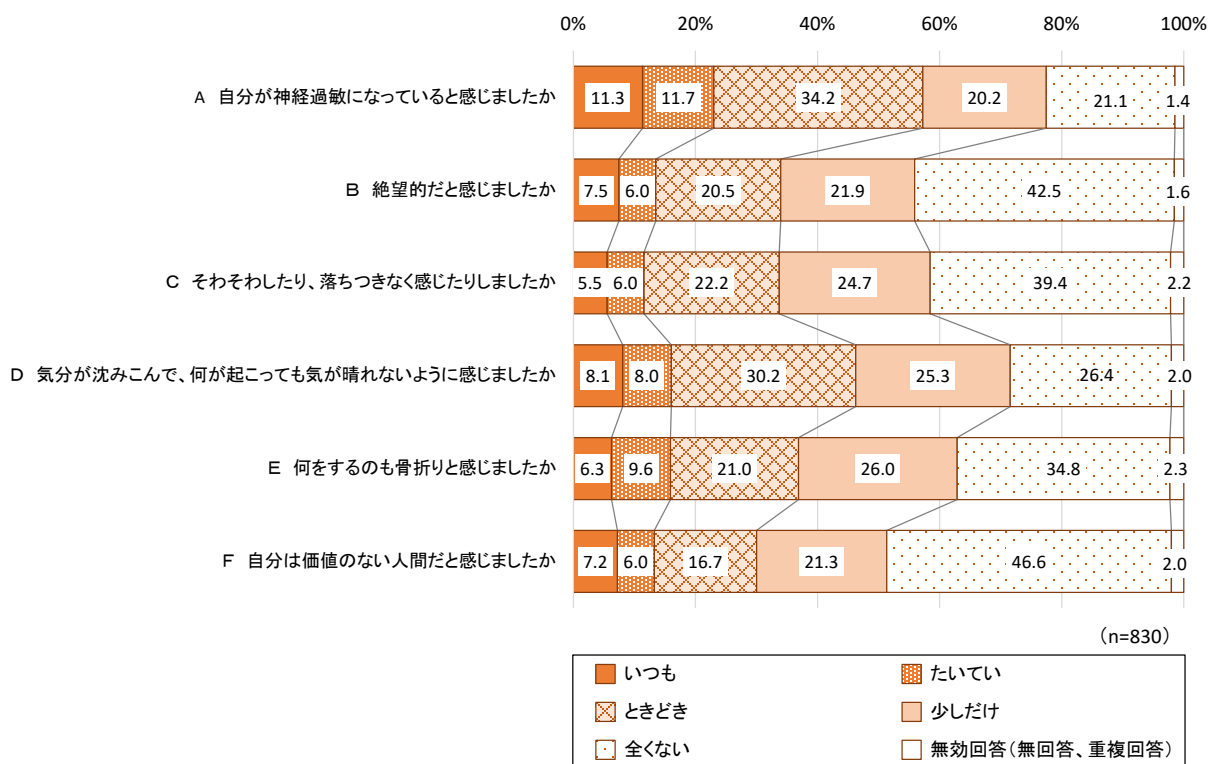 0% 20% 40% 60% 80% 100%
A 自分が神経過敏になっていると感じましたか 11.3 11.7 34.2 20.2 21.1 1.4
B 絶望的だと感じましたか 7.5 6.0 20.5 21.9 42.5 1.6
C そわそわしたり、落ちつきなく感じたりしましたか 5.5 6.0 22.2 24.7 39.4 2.2
D 気分が沈みこんで、何が起こっても気が晴れないように感じましたか 8.1 8.0 30.2 25.3 26.4 2.0
E 何をするのも骨折りと感じましたか 6.3 9.6 21.0 26.0 34.8 2.3
F 自分は価値のない人間だと感じましたか 7.2 6.0 16.7 21.3 46.6 2.0
(n=830)
いつも たいてい
ときどき 少しだけ
全くない 無効回答(無回答、重複回答)